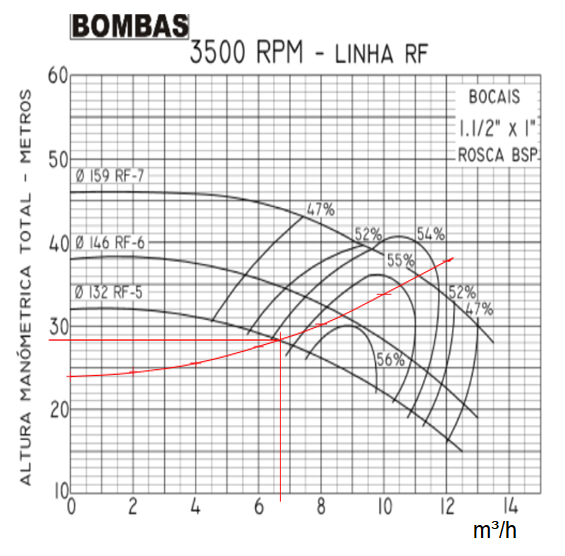 BOMBAS
3500 RPM - LINHA RF
ALTURA MANÓMETRICA TOTAL - METROS
60
50
40
30
20
10
BOCAIS
1.1/2" X 1"
ROSCA BSP.
Ø 159 RF-7
Ø 146 RF-6
Ø 132 RF-5
47%
52%
54%
55%
52%
47%
56%
0 2 4 6 8 10 12 14
m³/h